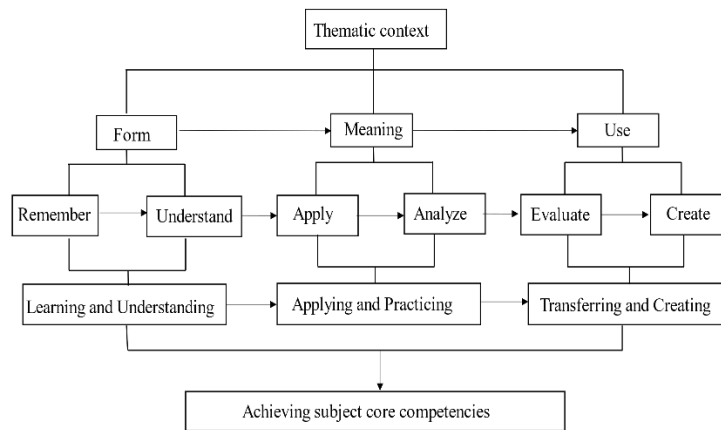 Thematic context
Form
Meaning
Use
Remember
Understand
Apply
Analyze
Evaluate
Create
Learning and Understanding
Applying and Practicing
Transferring and Creating
Achieving subject core competencies